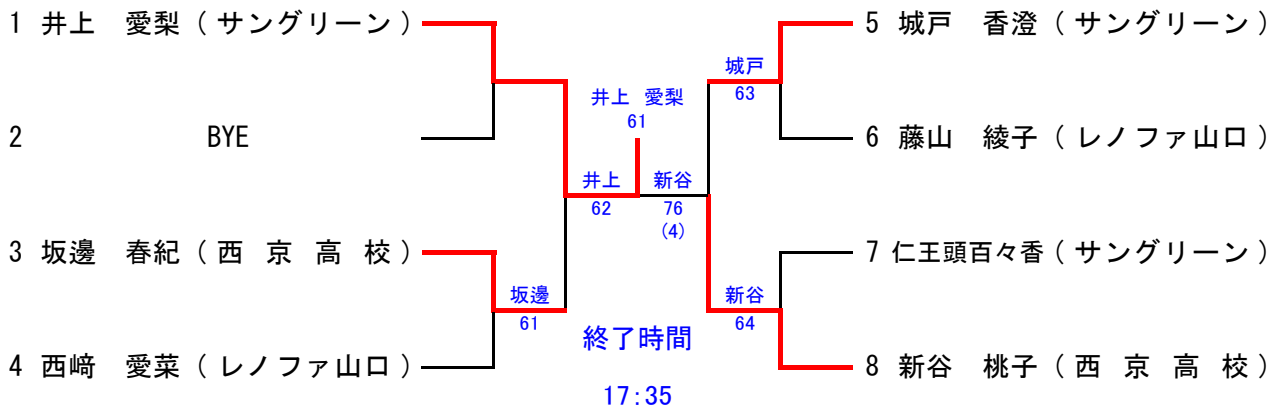 1 井上 愛梨 ( サングリーン )
2 BYE
3 坂邊 春紀 ( 西 京 高 校 )
4 西﨑 愛菜 ( レノファ山口 )
坂邊
61
井上
62
井上 愛梨
61
新谷
76
(4)
終了時間
17:35
城戸
63
新谷
64
5 城戸 香澄 ( サングリーン )
6 藤山 綾子 ( レノファ山口 )
7 仁王頭百々香 ( サングリーン )
8 新谷 桃子 ( 西 京 高 校 )